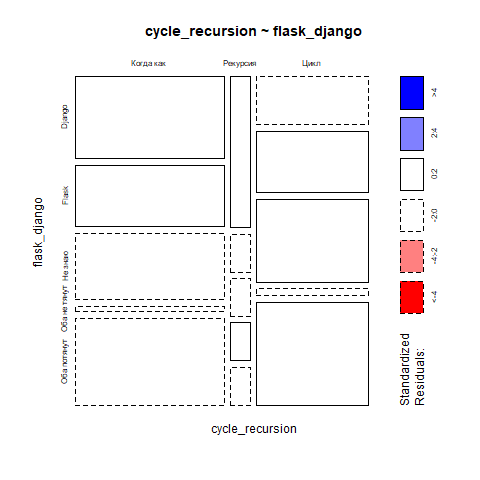 cycle_recursion ~ flask_django
Когда как
Рекурсия
Цикл
Django
Flask
Не знаю
Оба не тянут
Оба потянут
flask_django
cycle_recursion
>4
2:4
0:2
-2:0
-4:-2
<-4
Standardized
Residuals: